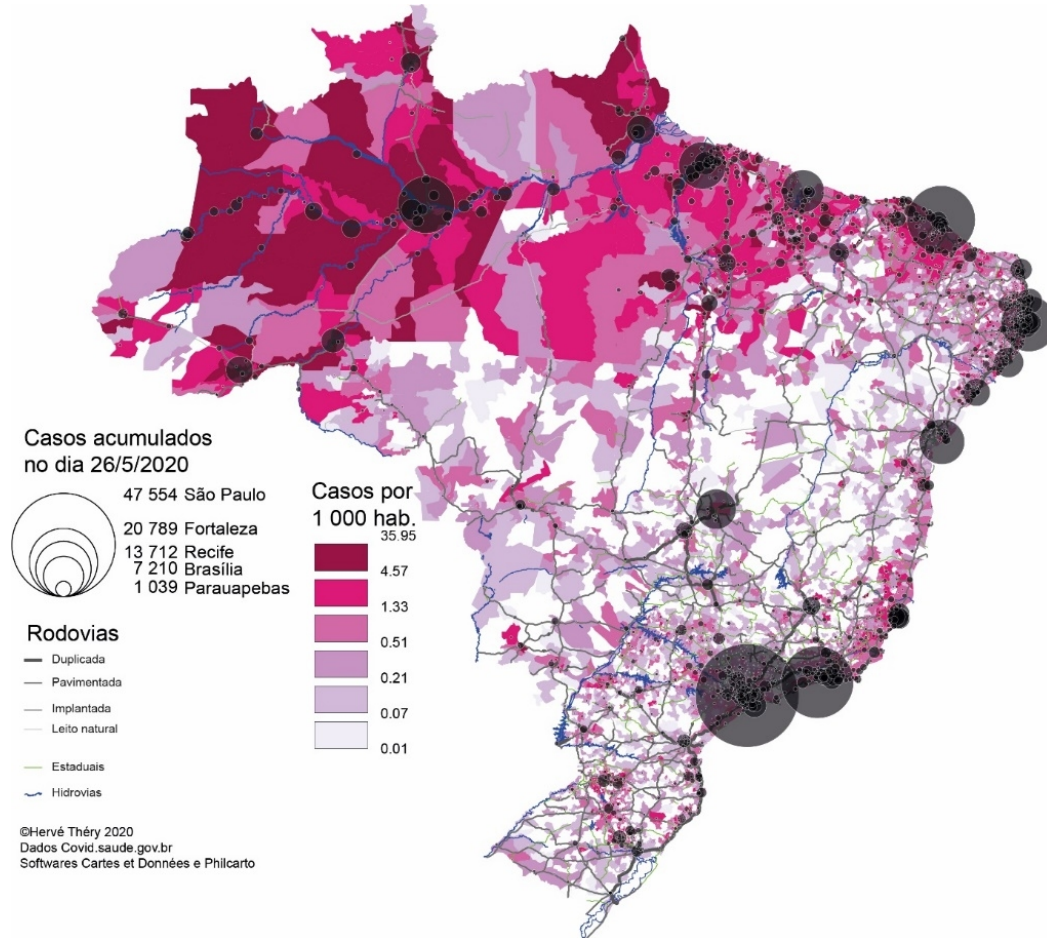 Casos acumulados
no dia 26/5/2020
47 554 São Paulo
20 789 Fortaleza
13 712 Recife
7 210 Brasília
1 039 Parauapebas
Rodovias
Duplicada
Pavimentada
Implantada
Leito natural
Estaduais
Hidrovias
Casos por
1 000 hab.
35.95
4.57
1.33
0.51
0.21
0.07
0.01
©Hervé Théry 2020
Dados Covid.saude.gov.br
Softwares Cartes et Données e Philcarto